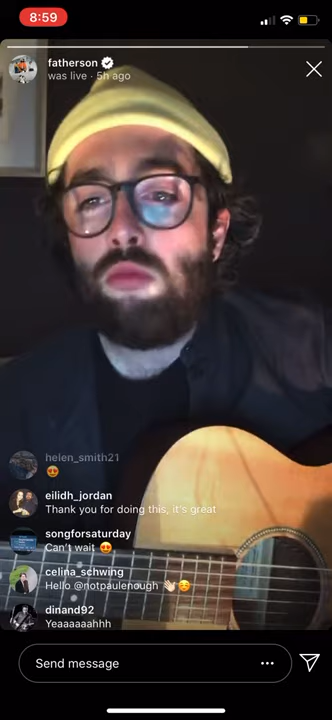 8:59
fatherson
was live · 5h ago
helen_smith21
😍
eilidh_jordan
Thank you for doing this, it's great
songforsaturday
Can't wait 😍
celina_schwing
Hello @notpaulenough 👋🏻☺️
dinand92
Yeaaaaaahhh
Send message